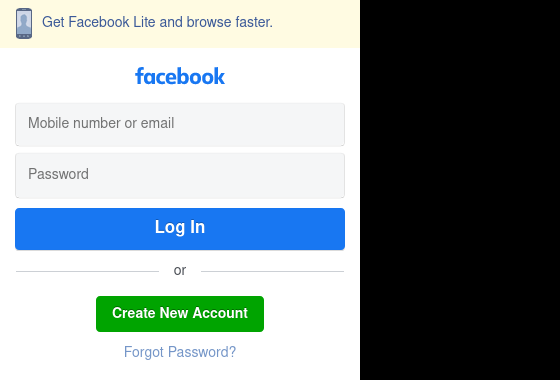 Get Facebook Lite and browse faster.
facebook
Mobile number or email
Password
Log In
or
Create New Account
Forgot Password?